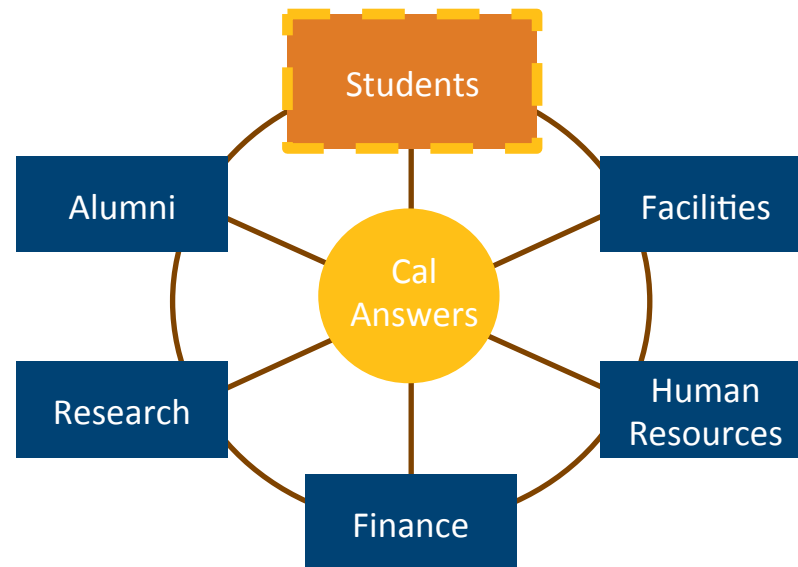 Students
Alumni
Facilities
Cal
Answers
Research
Human
Resources
Finance